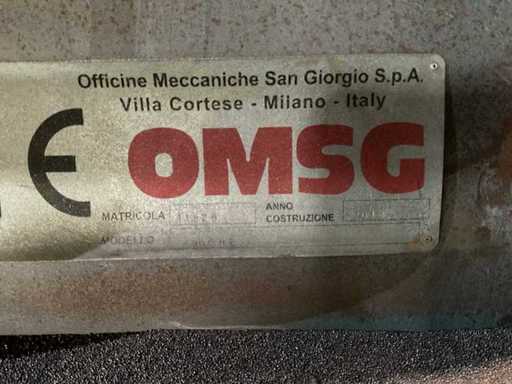 Officine Meccaniche San Giorgio S.p.A.
Villa Cortese - Milano - Italy
CE
OMSG
MATRICOLA
ANNO
COSTRUZIONE
MODELLO